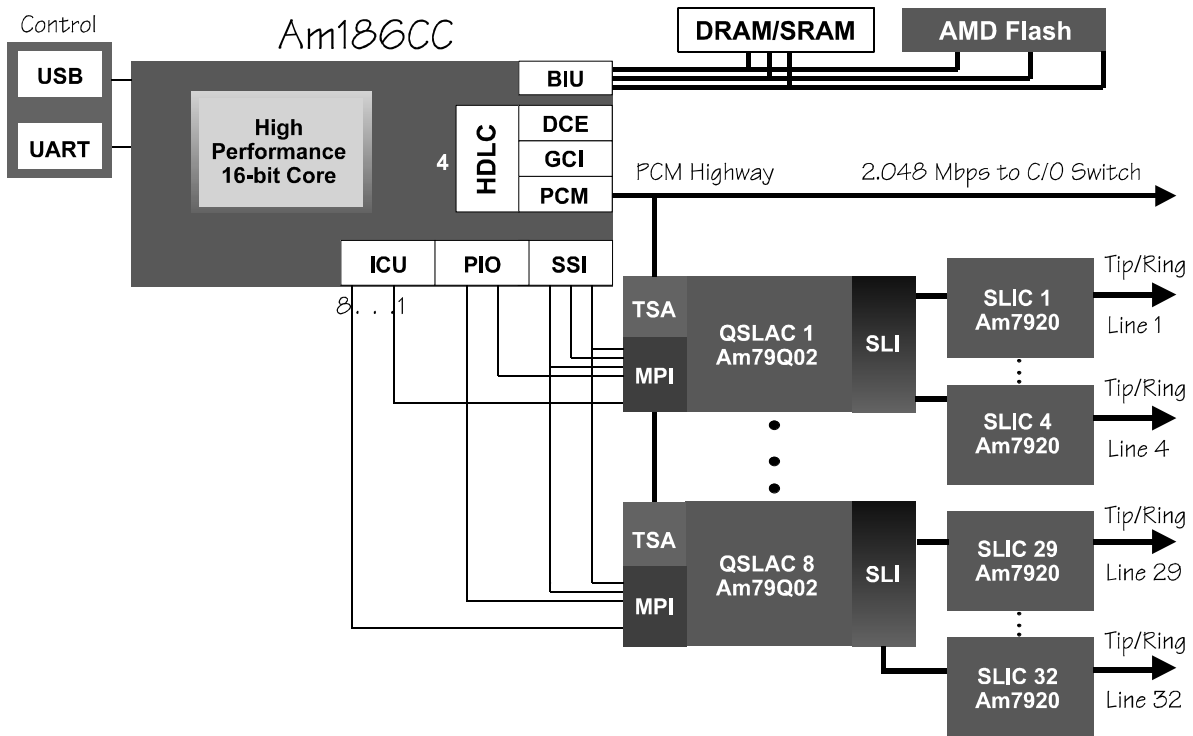 Control
USB
UART
Am186CC
High
Performance
16-bit Core
BIU
4
HDLC
DCE
GCI
PCM
ICU
PIO
SSI
8. . .1
DRAM/SRAM
AMD Flash
PCM Highway
2.048 Mbps to C/O Switch
TSA
MPI
QSLAC 1
Am79Q02
SLI
SLIC 1
Am7920
Tip/Ring
Line 1
SLIC 4
Am7920
Tip/Ring
Line 4
TSA
MPI
QSLAC 8
Am79Q02
SLI
SLIC 29
Am7920
Tip/Ring
Line 29
SLIC 32
Am7920
Tip/Ring
Line 32